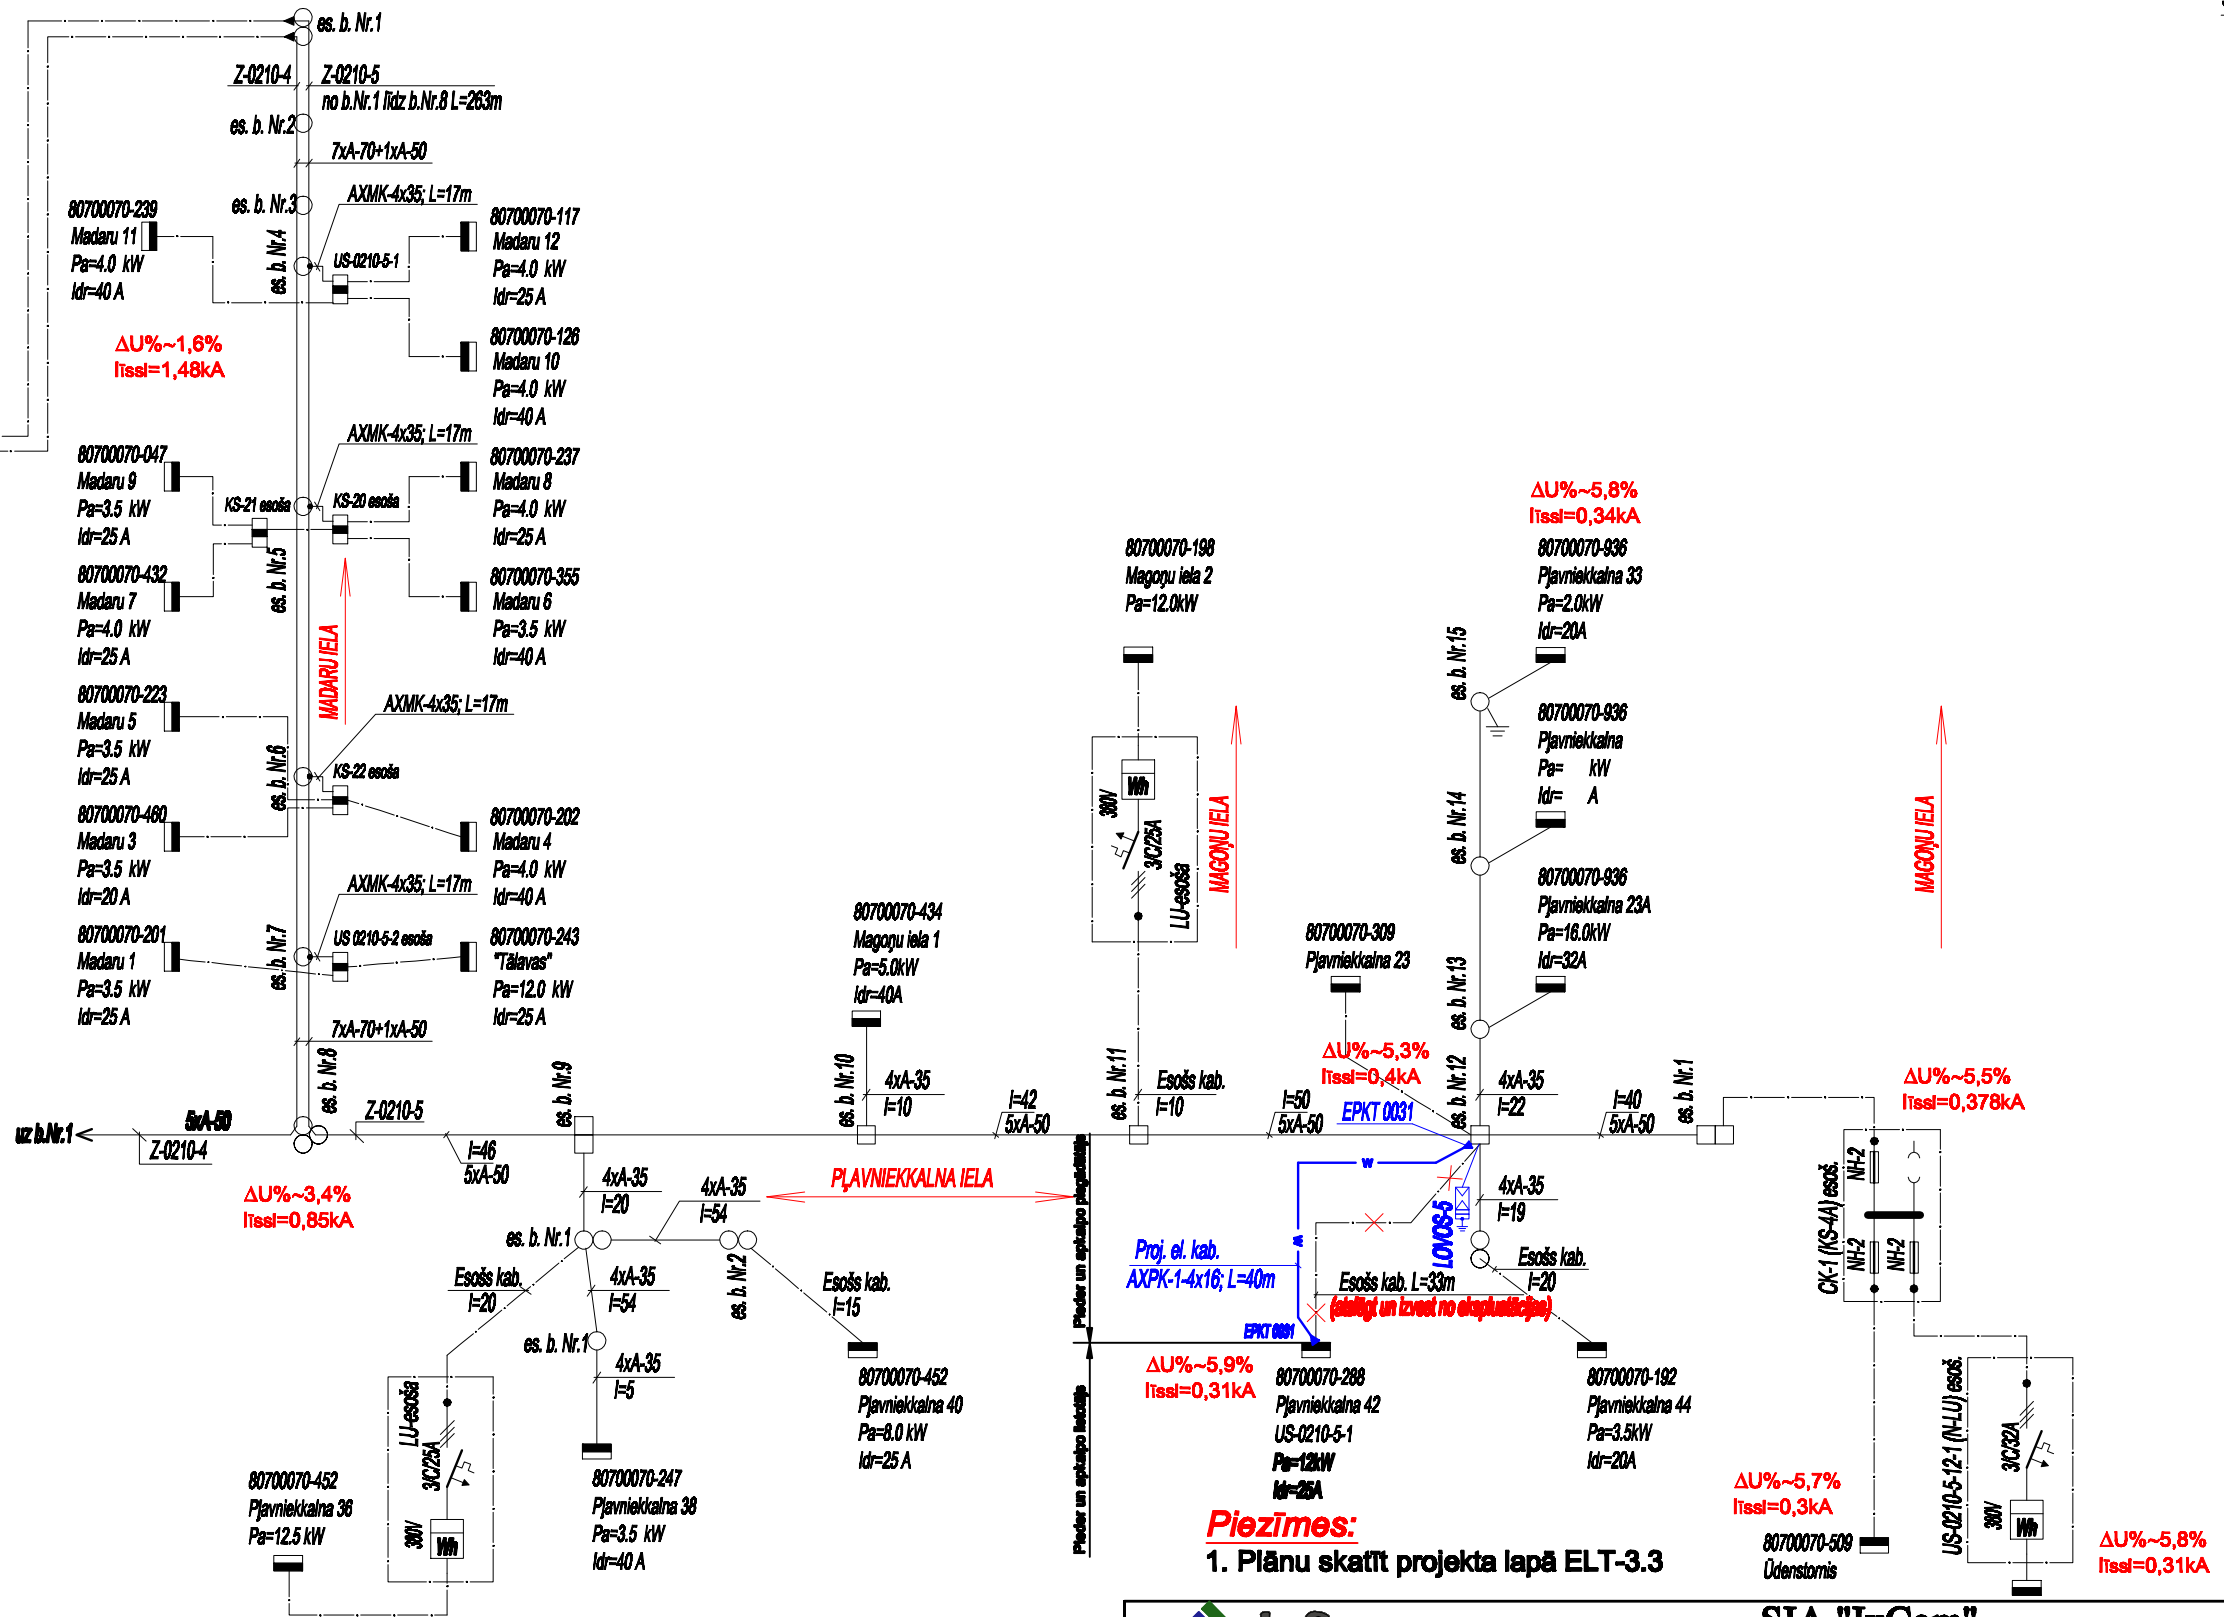 es. b. Nr.1
Z-0210-4
Z-0210-5
no b.Nr.1 līdz b.Nr.8 L=263m
es. b. Nr.2
7xA-70+1xA-50
es. b. Nr.3
AXMK-4x35; L=17m
80700070-239
Madaru 11
Pa=4.0 kW
Idr=40 A
es. b. Nr.4
US-0210-5-1
80700070-117
Madaru 12
Pa=4.0 kW
Idr=25 A
80700070-126
Madaru 10
Pa=4.0 kW
Idr=40 A
ΔU%~1,6%
Iīssl=1,48kA
AXMK-4x35; L=17m
80700070-047
Madaru 9
Pa=3.5 kW
Idr=25 A
KS-21 esoša
KS-20 esoša
80700070-237
Madaru 8
Pa=4.0 kW
Idr=25 A
es. b. Nr.5
80700070-432
Madaru 7
Pa=4.0 kW
Idr=25 A
80700070-355
Madaru 6
Pa=3.5 kW
Idr=40 A
MADARU IELA
80700070-223
Madaru 5
Pa=3.5 kW
Idr=25 A
AXMK-4x35; L=17m
es. b. Nr.6
KS-22 esoša
80700070-460
Madaru 3
Pa=3.5 kW
Idr=20 A
80700070-202
Madaru 4
Pa=4.0 kW
Idr=40 A
AXMK-4x35; L=17m
80700070-201
Madaru 1
Pa=3.5 kW
Idr=25 A
es. b. Nr.7
US 0210-5-2 esoša
80700070-243
"Tālavas"
Pa=12.0 kW
Idr=25 A
7xA-70+1xA-50
es. b. Nr.8
uz b.Nr.1
5xA-50
Z-0210-4
Z-0210-5
l=46
5xA-50
ΔU%~3,4%
Iīssl=0,85kA
es. b. Nr.9
4xA-35
l=20
es. b. Nr.1
4xA-35
l=54
es. b. Nr.2
Esošs kab.
l=20
4xA-35
l=54
es. b. Nr.1
4xA-35
l=5
Esošs kab.
l=15
80700070-452
Pļavniekkalna 40
Pa=8.0 kW
Idr=25 A
LU-esoša
3/C/25A
380V
Wh
80700070-452
Pļavniekkalna 36
Pa=12.5 kW
80700070-247
Pļavniekkalna 38
Pa=3.5 kW
Idr=40 A
80700070-434
Magoņu iela 1
Pa=5.0kW
Idr=40A
es. b. Nr.10
4xA-35
l=10
l=42
5xA-50
PĻAVNIEKKALNA IELA
80700070-198
Magoņu iela 2
Pa=12.0kW
Wh
380V
3/C/25A
LU-esoša
MAGOŅU IELA
es. b. Nr.11
Esošs kab.
l=10
l=50
5xA-50
Pieder un apkalpo piegādātājs
Pieder un apkalpo lietotājs
ΔU%~5,8%
Iīssl=0,34kA
80700070-936
Pļavniekkalna 33
Pa=2.0kW
Idr=20A
es. b. Nr.15
80700070-936
Pļavniekkalna
Pa= kW
Idr= A
es. b. Nr.14
80700070-936
Pļavniekkalna 23A
Pa=16.0kW
Idr=32A
es. b. Nr.13
80700070-309
Pļavniekkalna 23
ΔU%~5,3%
Iīssl=0,4kA
EPKT 0031
es. b. Nr.12
4xA-35
l=22
l=40
5xA-50
es. b. Nr.1
4xA-35
l=19
w
w
LOVOS-5
Proj. el. kab.
AXPK-1-4x16; L=40m
Esošs kab. L=33m
(atslēgt un izvest no ekspluatācijas)
Esošs kab.
l=20
EPKT 0031
ΔU%~5,9%
Iīssl=0,31kA
80700070-288
Pļavniekkalna 42
US-0210-5-1
Pa=12kW
Idr=25A
80700070-192
Pļavniekkalna 44
Pa=3.5kW
Idr=20A
MAGOŅU IELA
ΔU%~5,5%
Iīssl=0,378kA
CK-1 (KS-4A) esoš.
NH-2
NH-2
NH-2
US-0210-5-12-1 (N-LU) esoš.
3/C/32A
380V
Wh
ΔU%~5,7%
Iīssl=0,3kA
80700070-509
Ūdenstornis
ΔU%~5,8%
Iīssl=0,31kA
Piezīmes:
1. Plānu skatīt projekta lapā ELT-3.3